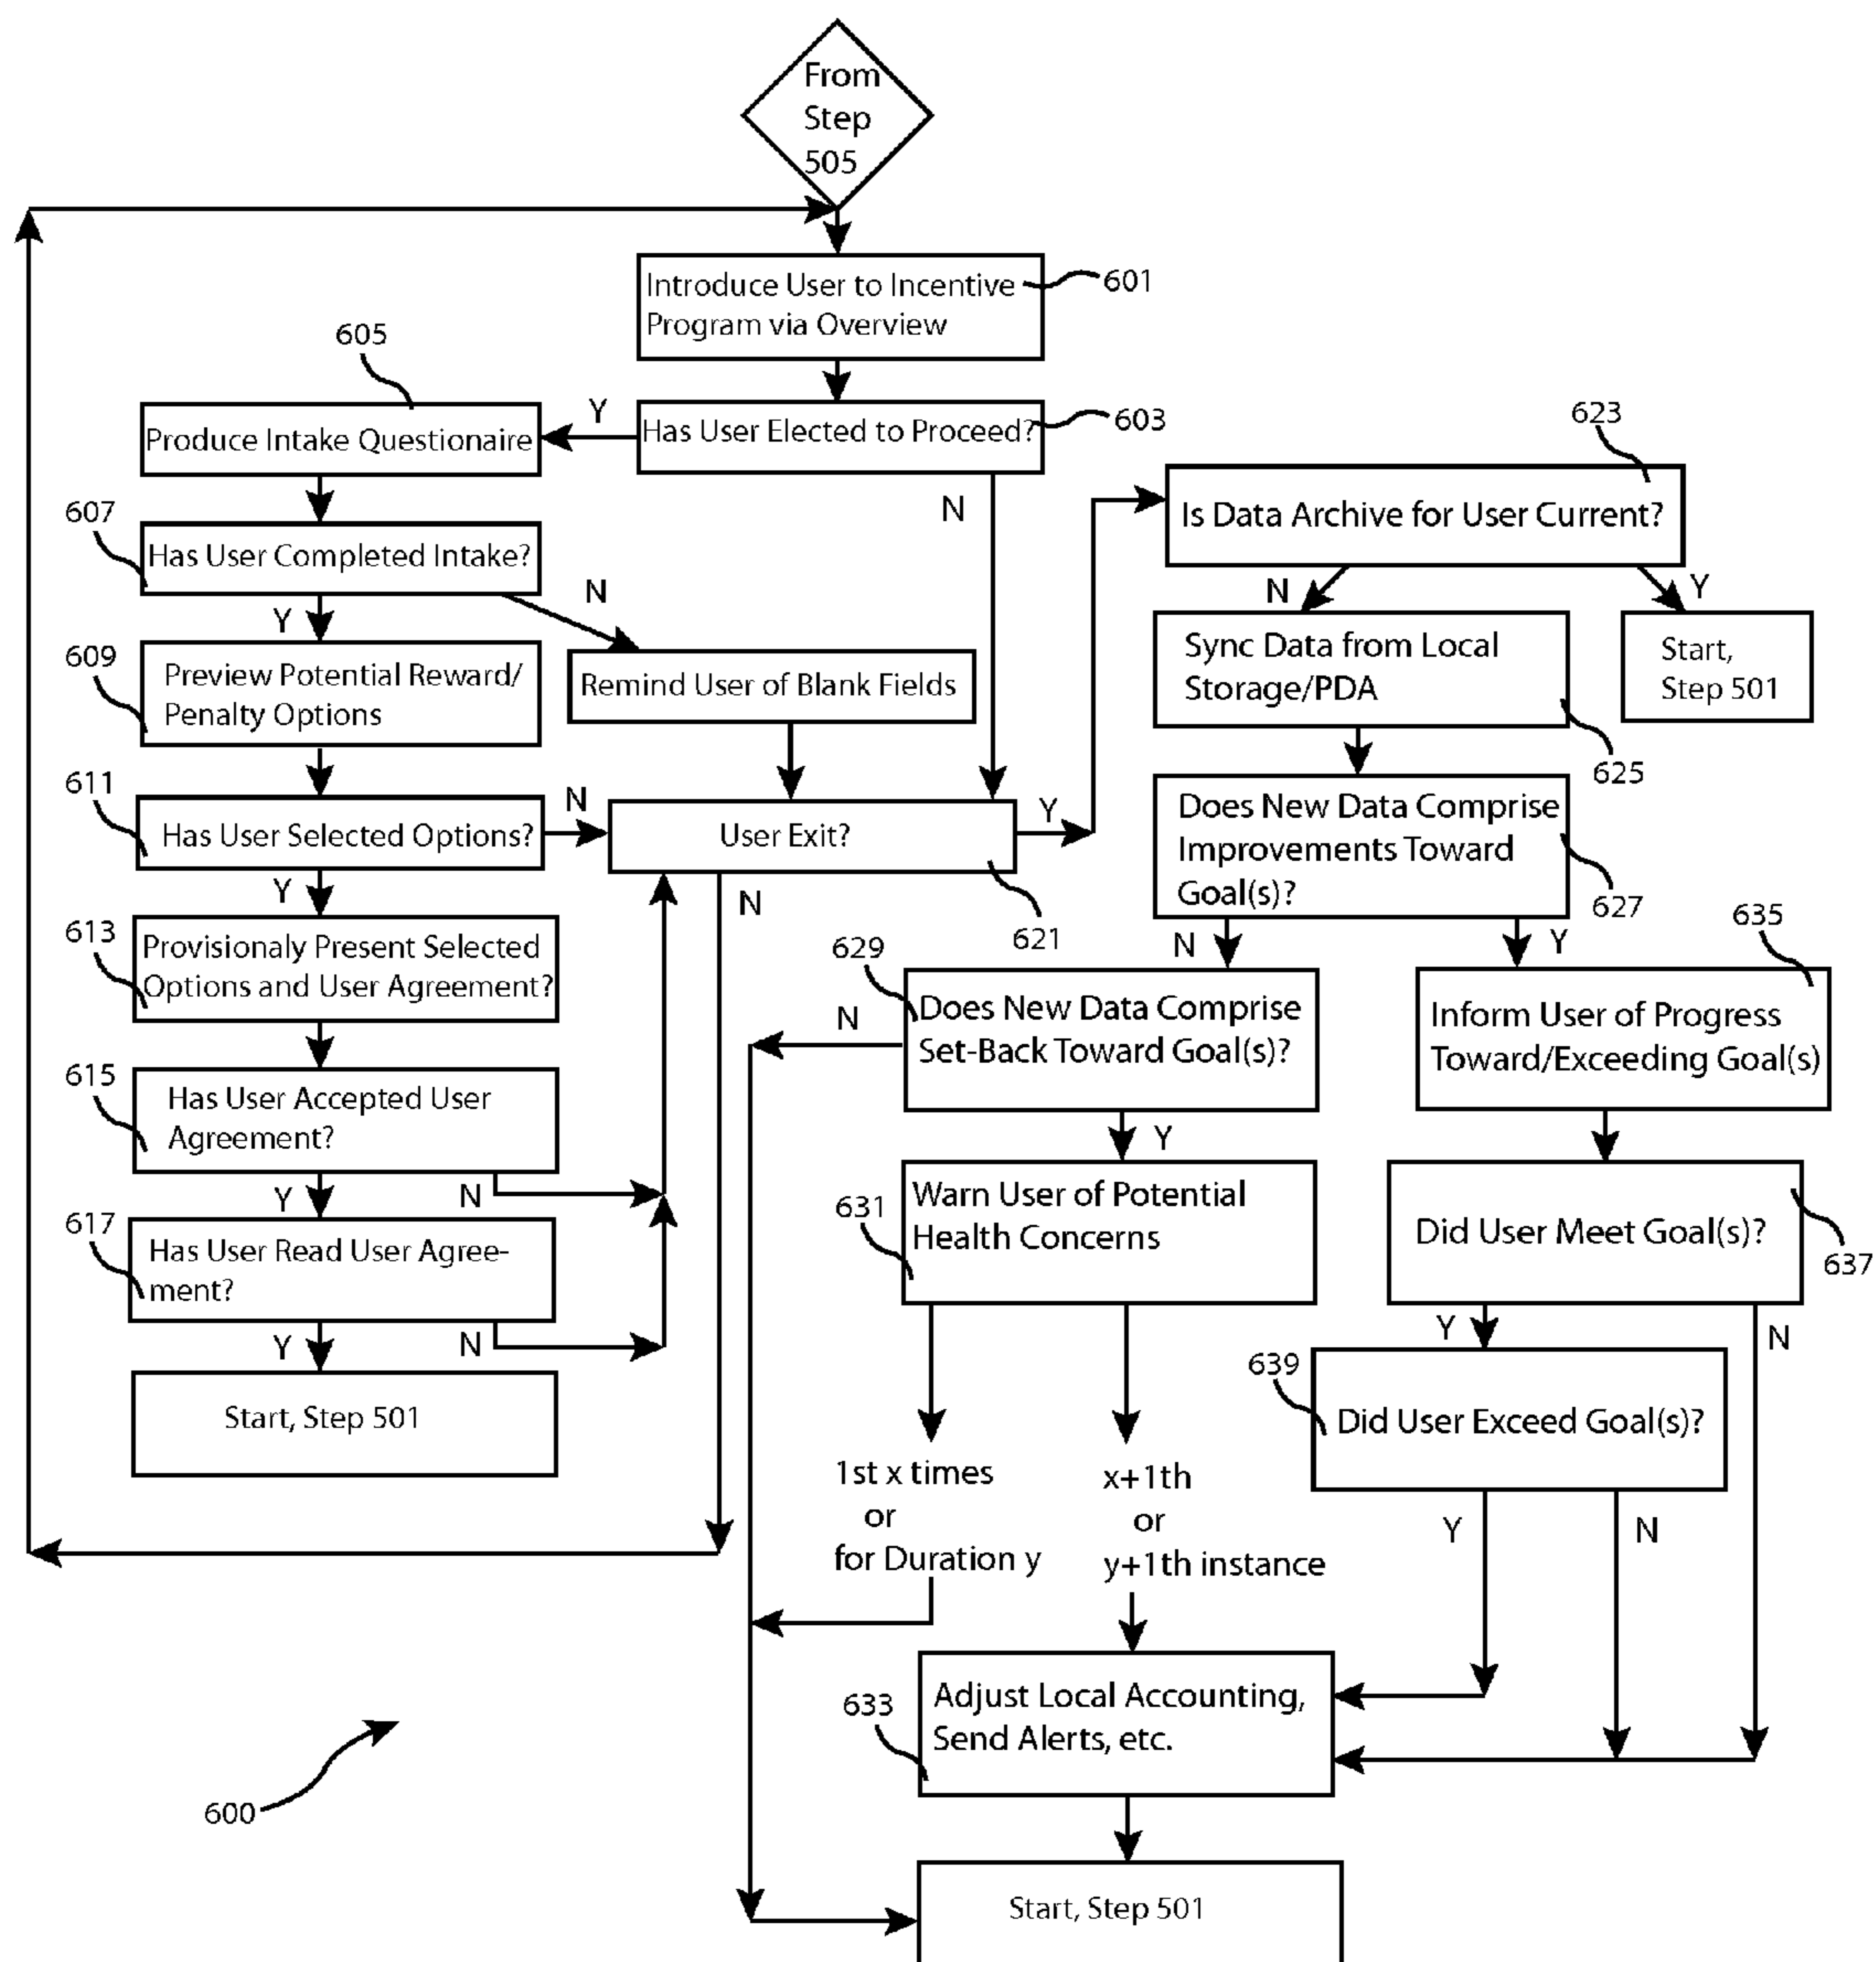 From
Step
505
Introduce User to Incentive
Program via Overview
601
605
Produce Intake Questionaire
Y
Has User Elected to Proceed?
603
N
623
Is Data Archive for User Current?
607
Has User Completed Intake?
N
Y
N
Y
609
Preview Potential Reward/
Penalty Options
Remind User of Blank Fields
Sync Data from Local
Storage/PDA
625
Start,
Step 501
611
Has User Selected Options?
N
User Exit?
Y
621
N
Does New Data Comprise
Improvements Toward
Goal(s)?
627
Y
613
Provisionaly Present Selected
Options and User Agreement?
N
Y
629
Does New Data Comprise
Set-Back Toward Goal(s)?
N
635
Inform User of Progress
Toward/Exceeding Goal(s)
615
Has User Accepted User
Agreement?
Y
N
Y
631
Warn User of Potential
Health Concerns
Did User Meet Goal(s)?
637
617
Has User Read User Agree-
ment?
Y
N
Y
N
Start, Step 501
639
Did User Exceed Goal(s)?
1st x times
or
for Duration y
x+1th
or
y+1th instance
Y
N
633
Adjust Local Accounting,
Send Alerts, etc.
600
Start, Step 501